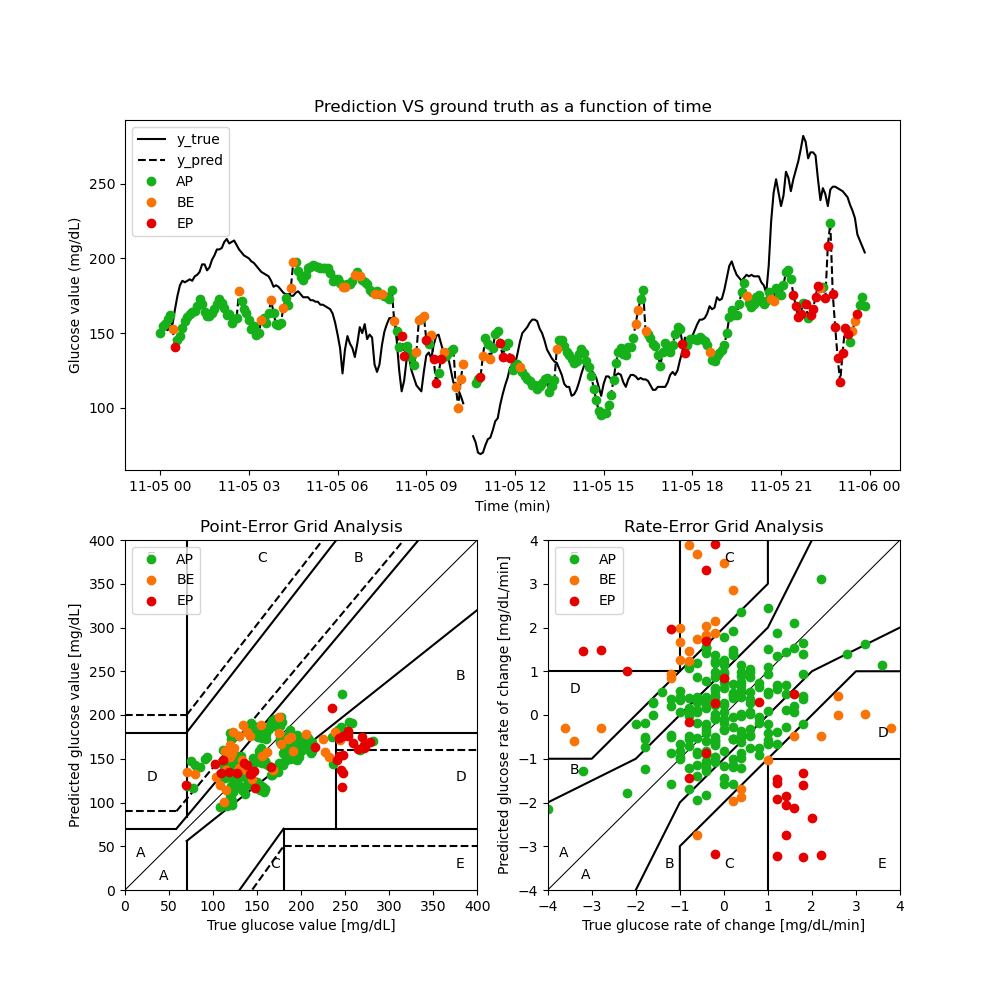 Prediction VS ground truth as a function of time
y_true
y_pred
AP
BE
EP
Glucose value (mg/dL)
250
200
150
100
11-05 00 11-05 03 11-05 06 11-05 09 11-05 12 11-05 15 11-05 18 11-05 21 11-06 00
Time (min)
Point-Error Grid Analysis
AP
BE
EP
C
B
B
D
D
A
A
C
E
Predicted glucose value [mg/dL]
400
350
300
250
200
150
100
50
0
0 50 100 150 200 250 300 350 400
True glucose value [mg/dL]
Rate-Error Grid Analysis
AP
BE
EP
C
D
D
B
A
A
B
C
E
Predicted glucose rate of change [mg/dL/min]
4
3
2
1
0
−1
−2
−3
−4
−4 −3 −2 −1 0 1 2 3 4
True glucose rate of change [mg/dL/min]